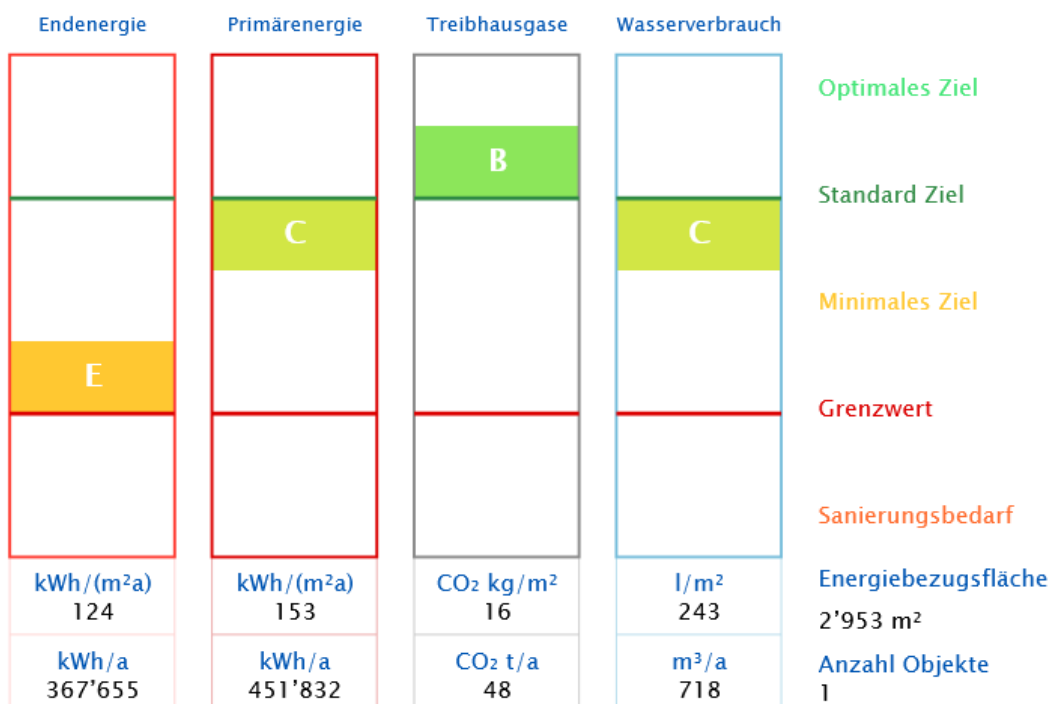 Endenergie Primärenergie Treibhausgase Wasserverbrauch
Optimales Ziel
B
Standard Ziel
C C
Minimales Ziel
E
Grenzwert
Sanierungsbedarf
kWh/(m²a) kWh/(m²a) CO₂ kg/m² l/m² Energiebezugsfläche
124 153 16 243 2’953 m²
kWh/a kWh/a CO₂ t/a m³/a Anzahl Objekte
367’655 451’832 48 718 1